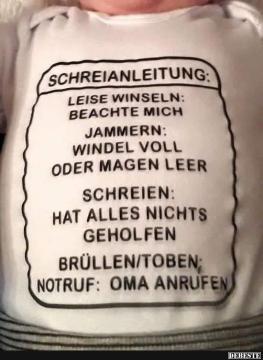 SCHREIANLEITUNG:
LEISE WINSELN:
BEACHTE MICH
JAMMERN:
WINDEL VOLL
ODER MAGEN LEER
SCHREIEN:
HAT ALLES NICHTS
GEHOLFEN
BRÜLLEN/TOBEN:
NOTRUF: OMA ANRUFEN
DEBESTE